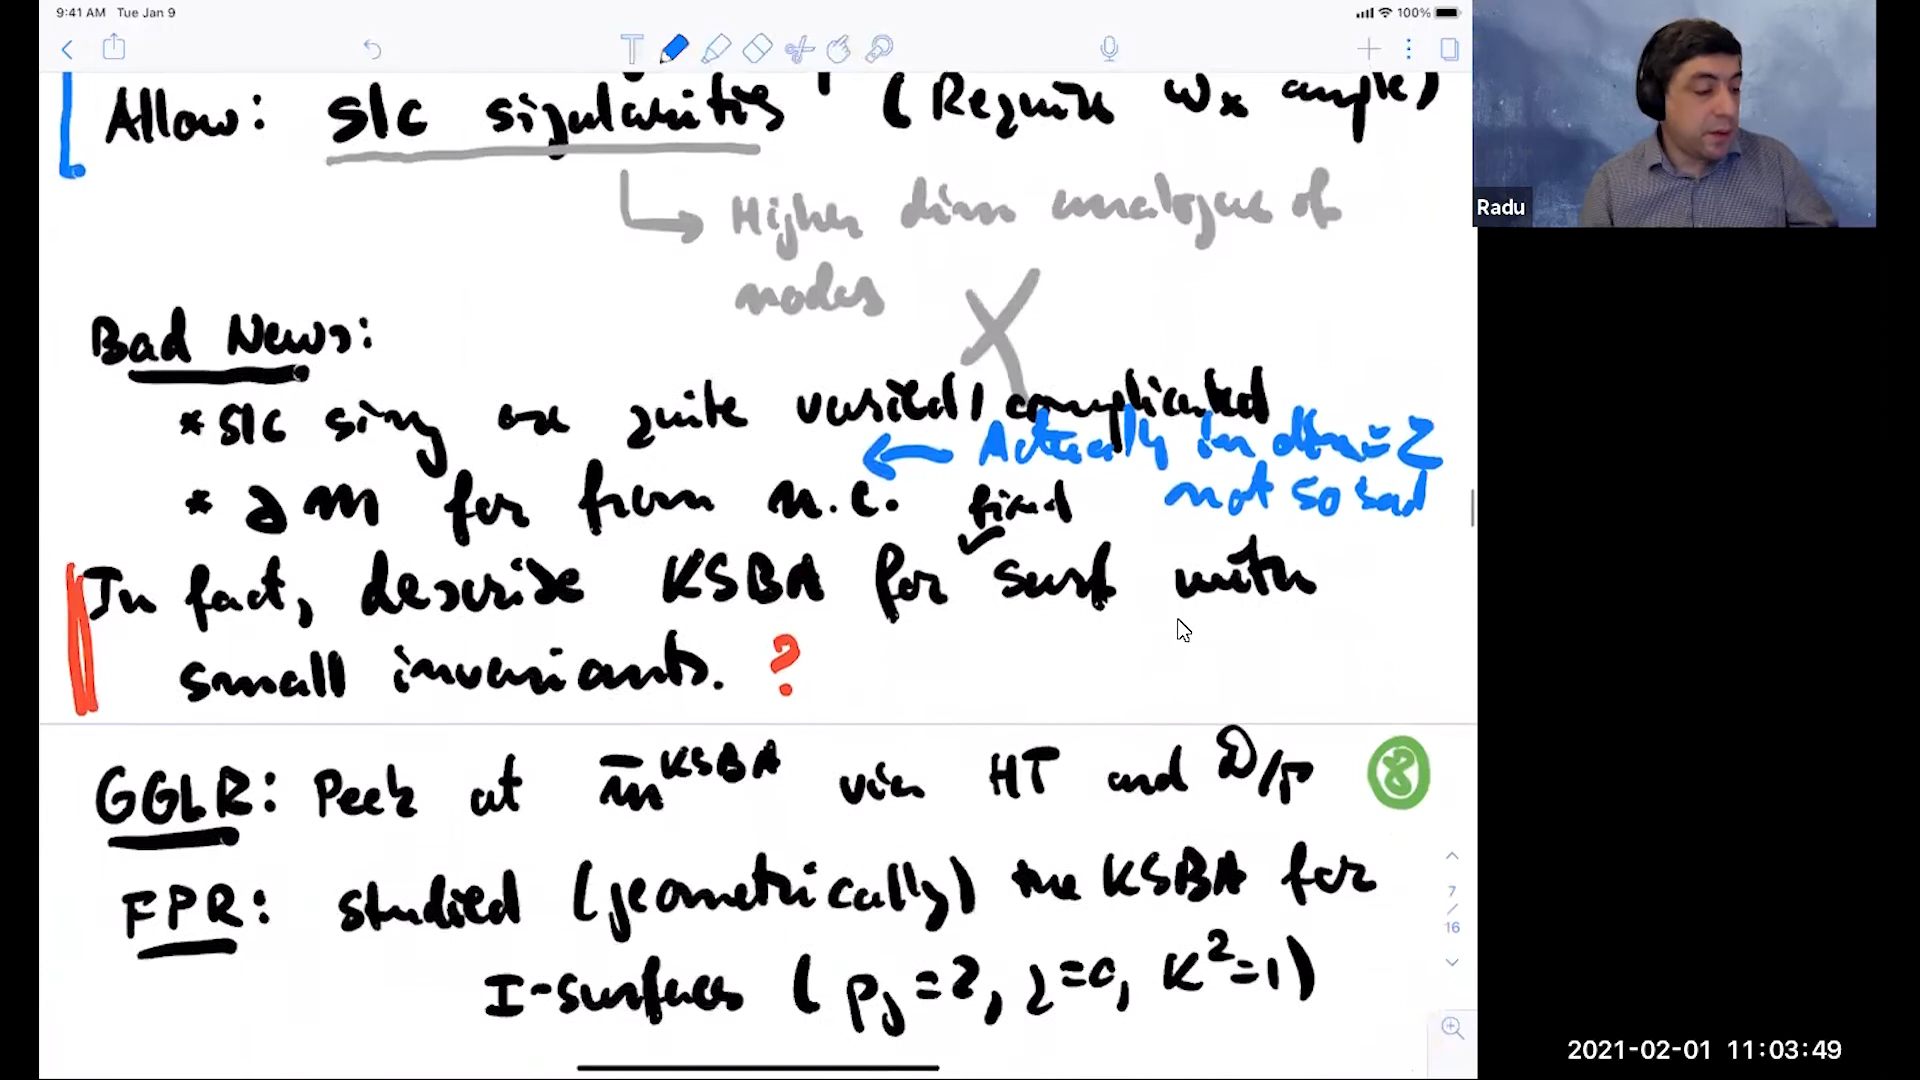 9:41 AM Tue Jan 9
100%
Allow: slc singularities (Require ωx ample)
Higher dim analogue of
nodes
Bad News:
* slc sing are quite varied/complicated
← Actually in dim=2
not so bad
* ∂M far from n.c.
find
In fact, describe KSBA for surf with
small invariants. ?
GGLR: Peek at M̄^KSBA via HT and D/Γ
8
FPR: studied (geometrically) the KSBA for
I-surfaces (pg=2, q=0, K²=1)
7
/
16
Radu
2021-02-01 11:03:49